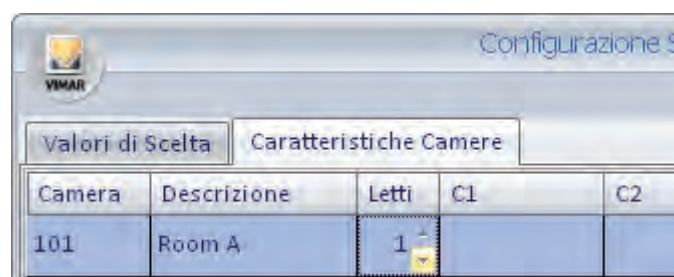 Configurazione S
VIMAR
Valori di Scelta Caratteristiche Camere
Camera Descrizione Letti C1 C2
101 Room A 1